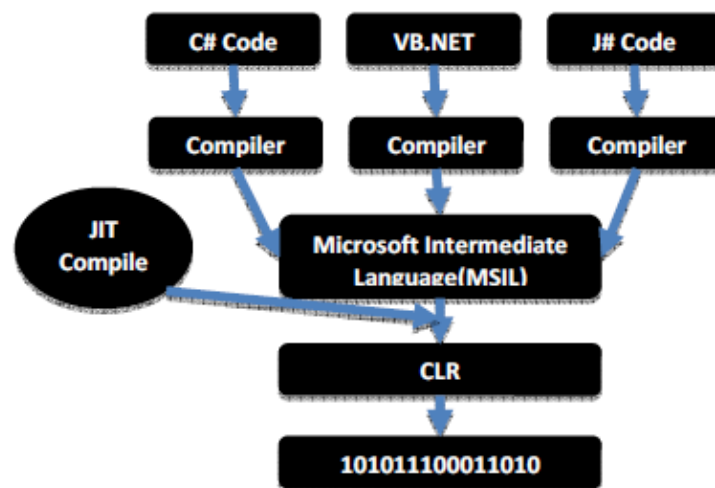 C# Code
VB.NET
J# Code
Compiler
Compiler
Compiler
JIT
Compile
Microsoft Intermediate
Language(MSIL)
CLR
101011100011010